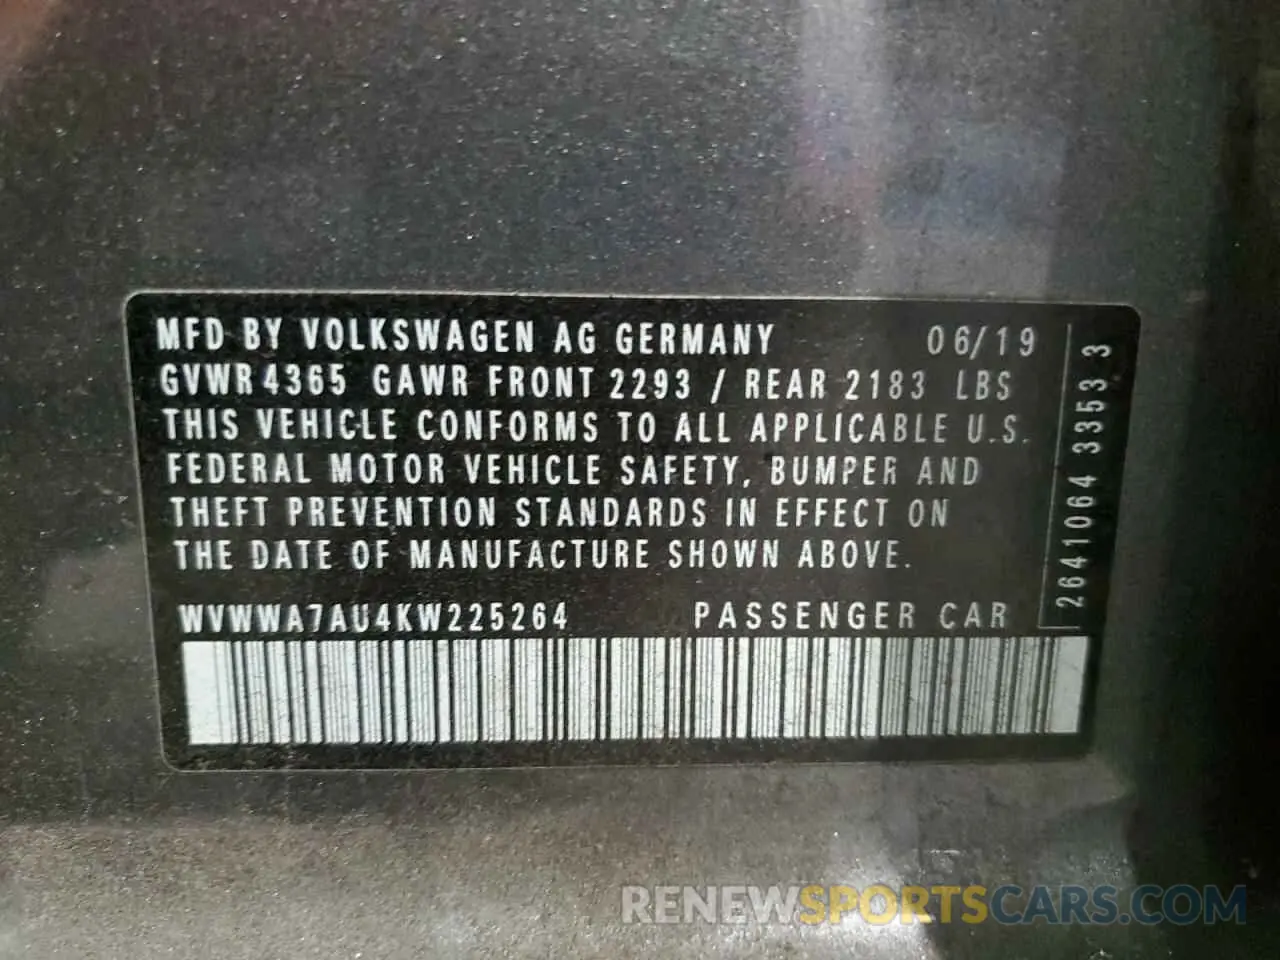 MFD BY VOLKSWAGEN AG GERMANY 06/19
GVWR 4365 GAWR FRONT 2293 / REAR 2183 LBS
THIS VEHICLE CONFORMS TO ALL APPLICABLE U.S.
FEDERAL MOTOR VEHICLE SAFETY, BUMPER AND
THEFT PREVENTION STANDARDS IN EFFECT ON
THE DATE OF MANUFACTURE SHOWN ABOVE.
WVWWA7AU4KW225264 PASSENGER CAR
2641064 33533
RENEWSPORTSCARS.COM